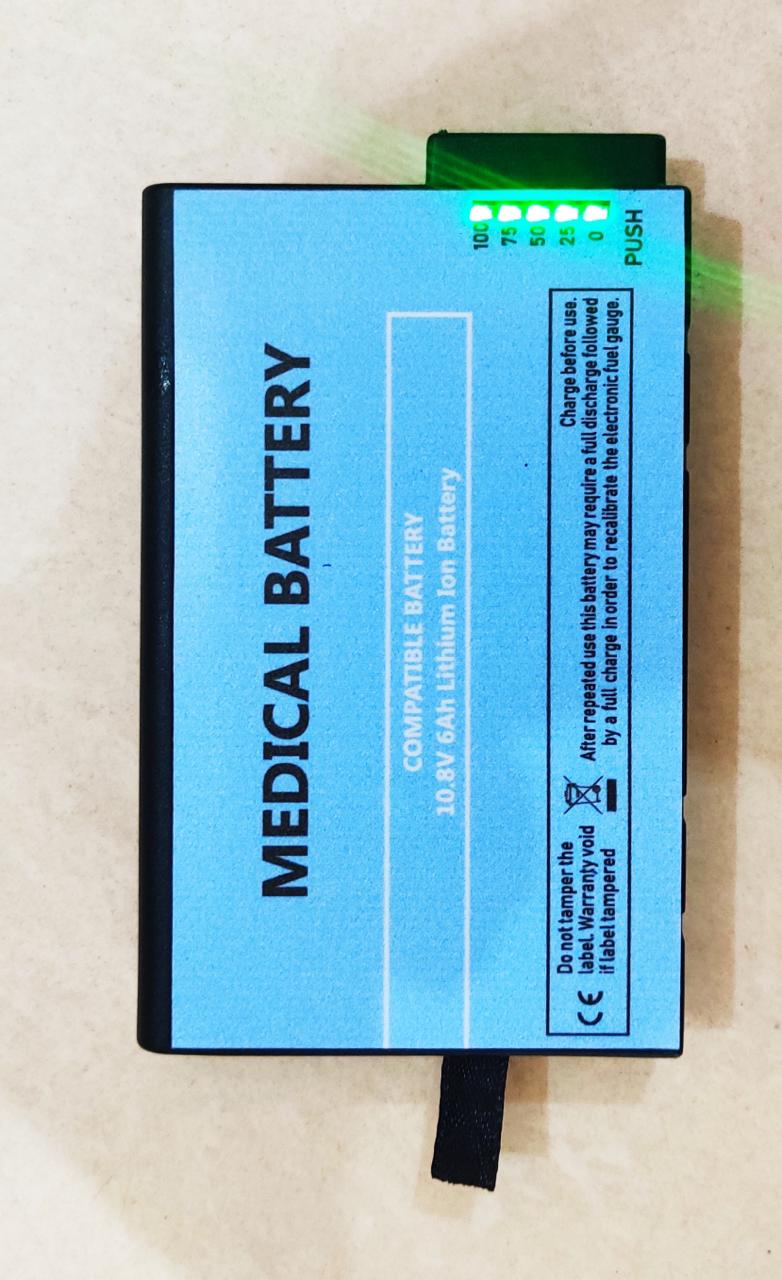 100
75
50
25
0
PUSH
MEDICAL BATTERY
COMPATIBLE BATTERY
10.8V 6Ah Lithium Ion Battery
CE
Do not tamper the
label. Warranty void
if label tampered
Charge before use.
After repeated use this battery may require a full discharge followed
by a full charge in order to recalibrate the electronic fuel gauge.